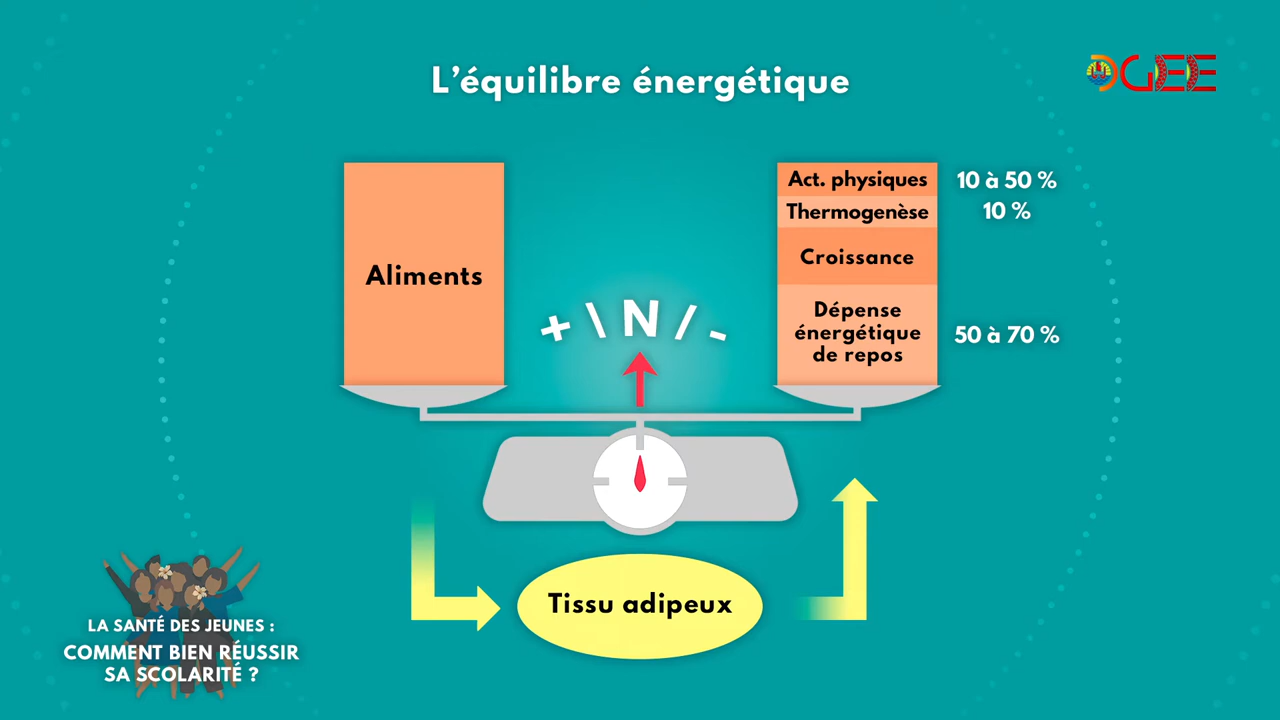 L’équilibre énergétique
DGEE
Aliments
+ \ N / -
Act. physiques 10 à 50 %
Thermogenèse 10 %
Croissance
Dépense
énergétique
de repos
50 à 70 %
Tissu adipeux
LA SANTÉ DES JEUNES :
COMMENT BIEN RÉUSSIR
SA SCOLARITÉ ?